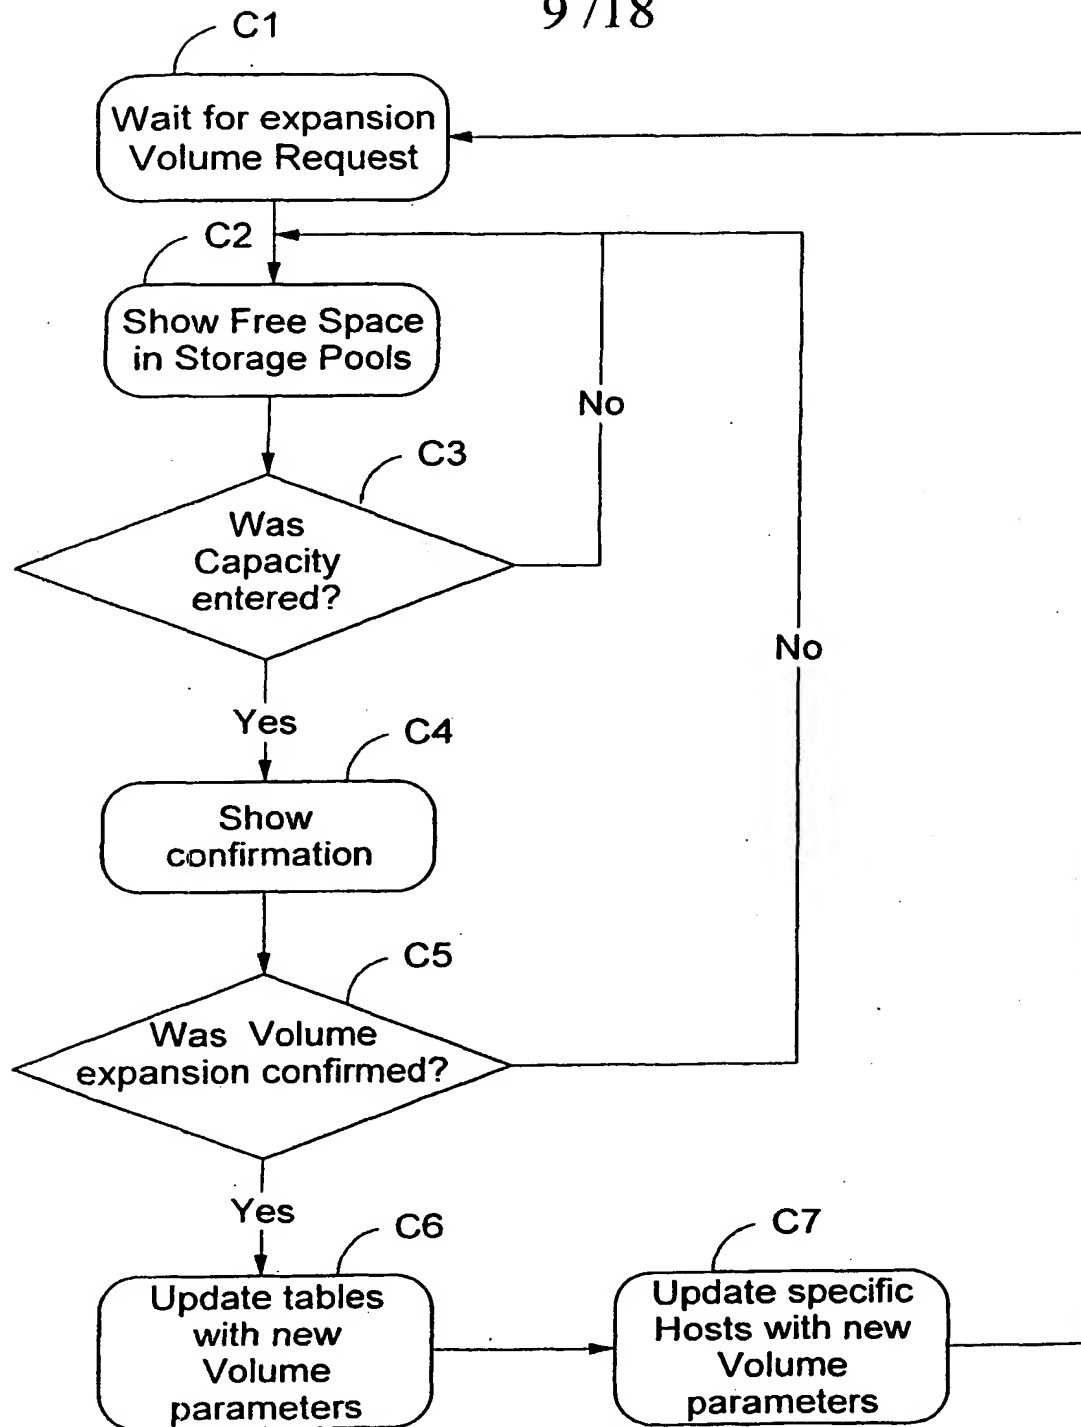 9 /18
C1
Wait for expansion
Volume Request
C2
Show Free Space
in Storage Pools
No
C3
Was
Capacity
entered?
No
Yes
C4
Show
confirmation
C5
Was Volume
expansion confirmed?
Yes
C6
C7
Update tables
with new
Volume
parameters
Update specific
Hosts with new
Volume
parameters